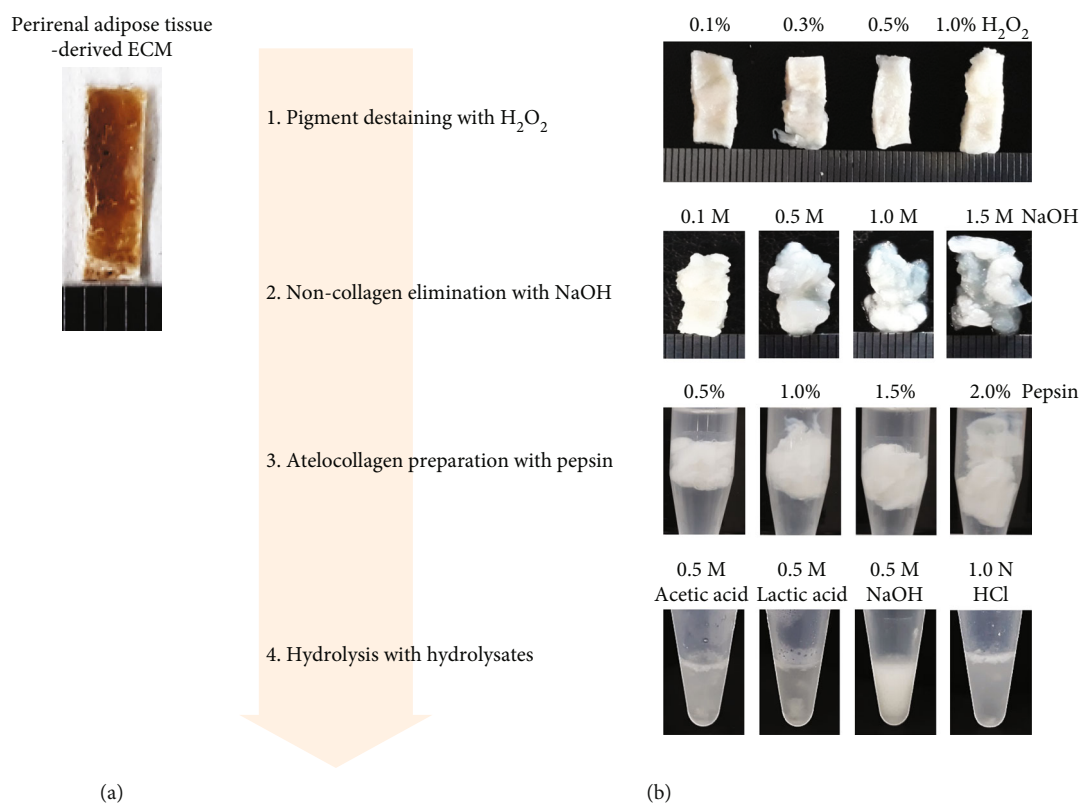 Perirenal adipose tissue
-derived ECM
1. Pigment destaining with H₂O₂
2. Non-collagen elimination with NaOH
3. Atelocollagen preparation with pepsin
4. Hydrolysis with hydrolysates
(a)
0.1% 0.3% 0.5% 1.0% H₂O₂
0.1 M 0.5 M 1.0 M 1.5 M NaOH
0.5% 1.0% 1.5% 2.0% Pepsin
0.5 M 0.5 M 0.5 M 1.0 N
Acetic acid Lactic acid NaOH HCl
(b)